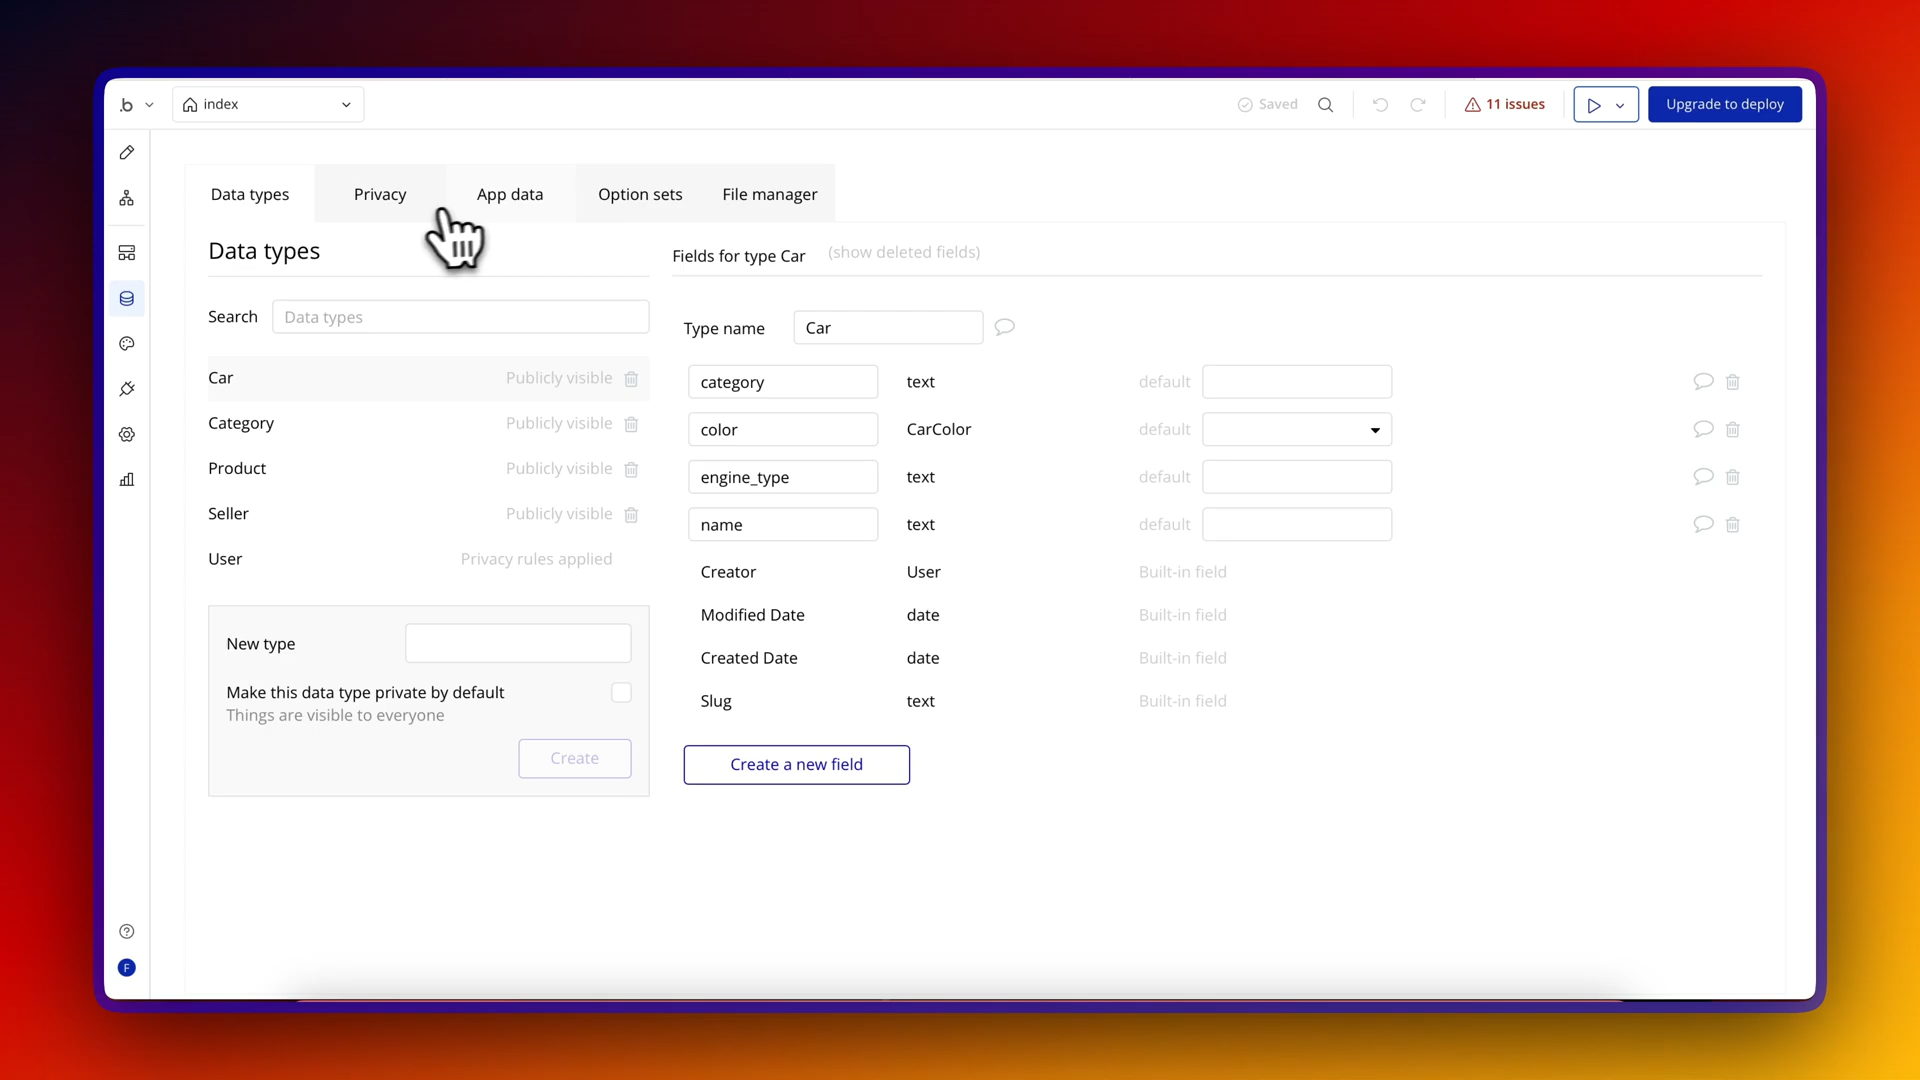 .b
index
Saved
11 issues
Upgrade to deploy
Data types
Privacy
App data
Option sets
File manager
Data types
Fields for type Car
(show deleted fields)
Search
Data types
Type name
Car
Car
Publicly visible
Category
Publicly visible
Product
Publicly visible
Seller
Publicly visible
User
Privacy rules applied
category
text
default
color
CarColor
default
engine_type
text
default
name
text
default
Creator
User
Built-in field
Modified Date
date
Built-in field
Created Date
date
Built-in field
Slug
text
Built-in field
New type
Make this data type private by default
Things are visible to everyone
Create
Create a new field
F